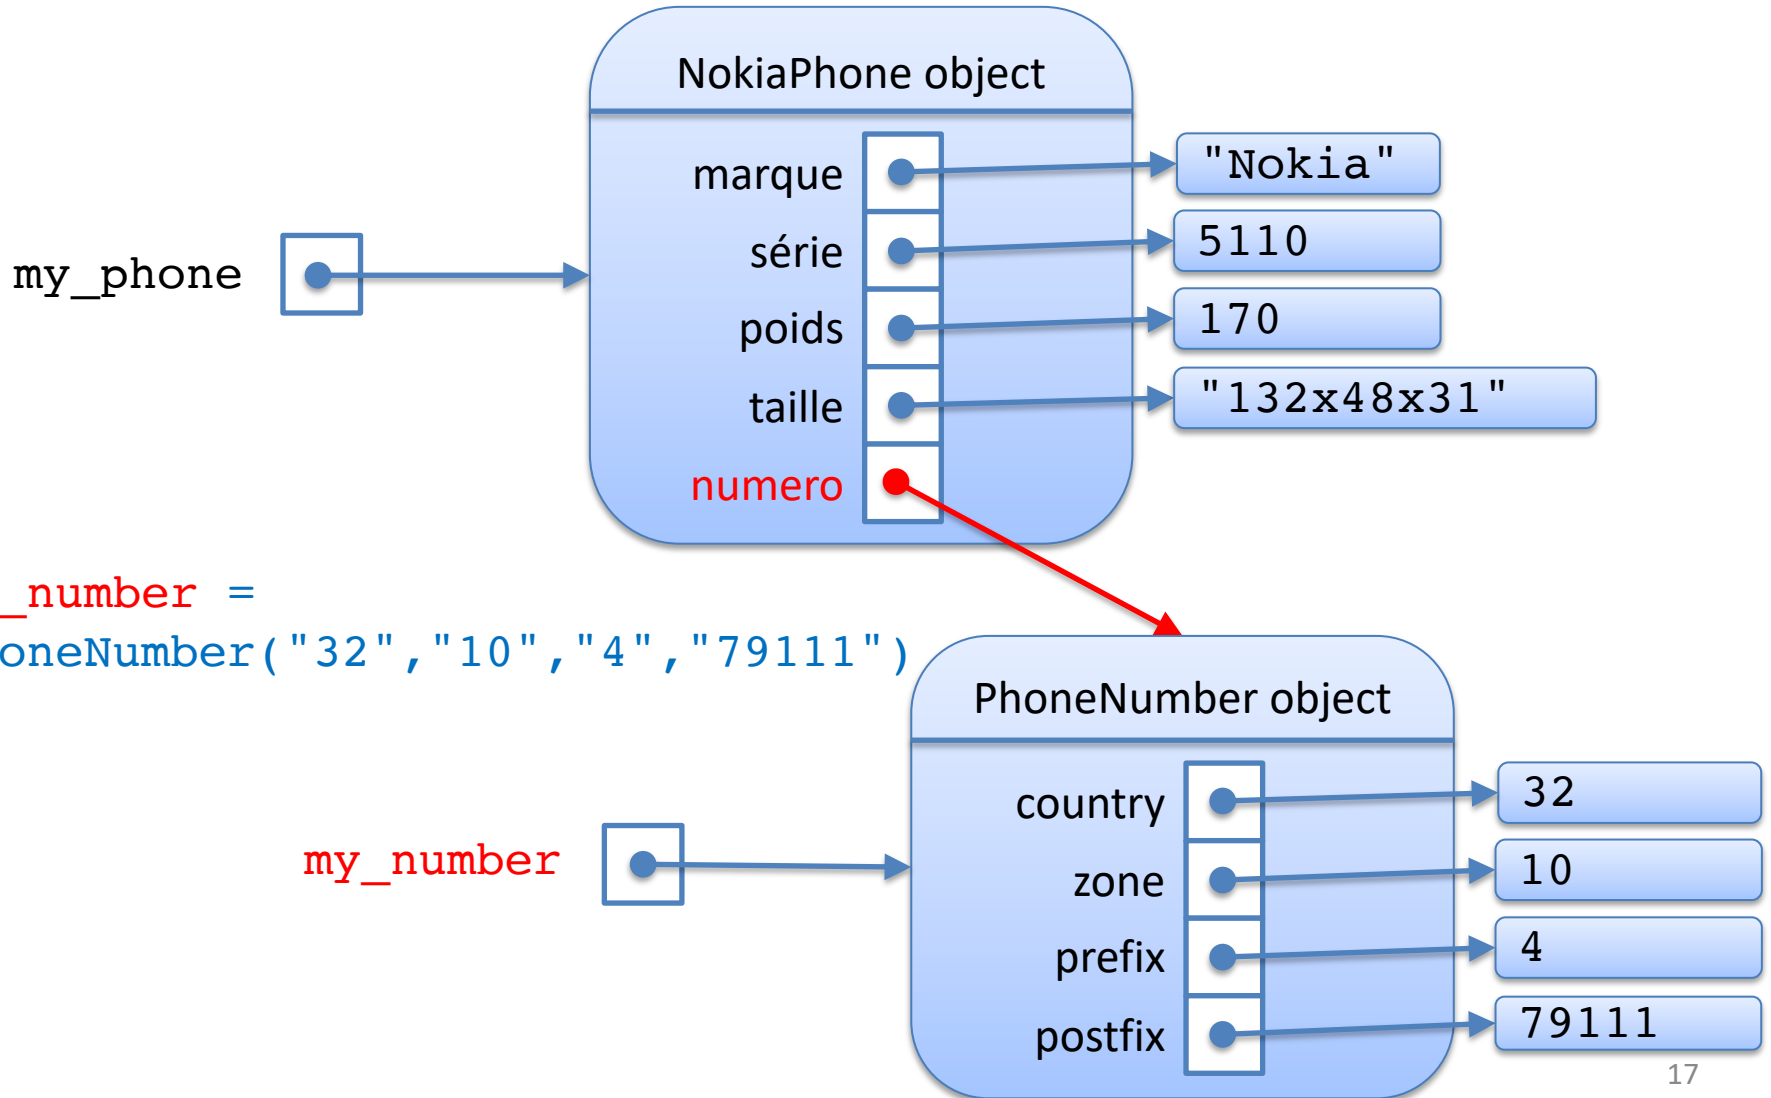 NokiaPhone object
marque "Nokia"
série 5110
my_phone
poids 170
taille "132x48x31"
numero
_number =
oneNumber("32","10","4","79111")
PhoneNumber object
country 32
my_number
zone 10
prefix 4
postfix 79111
17